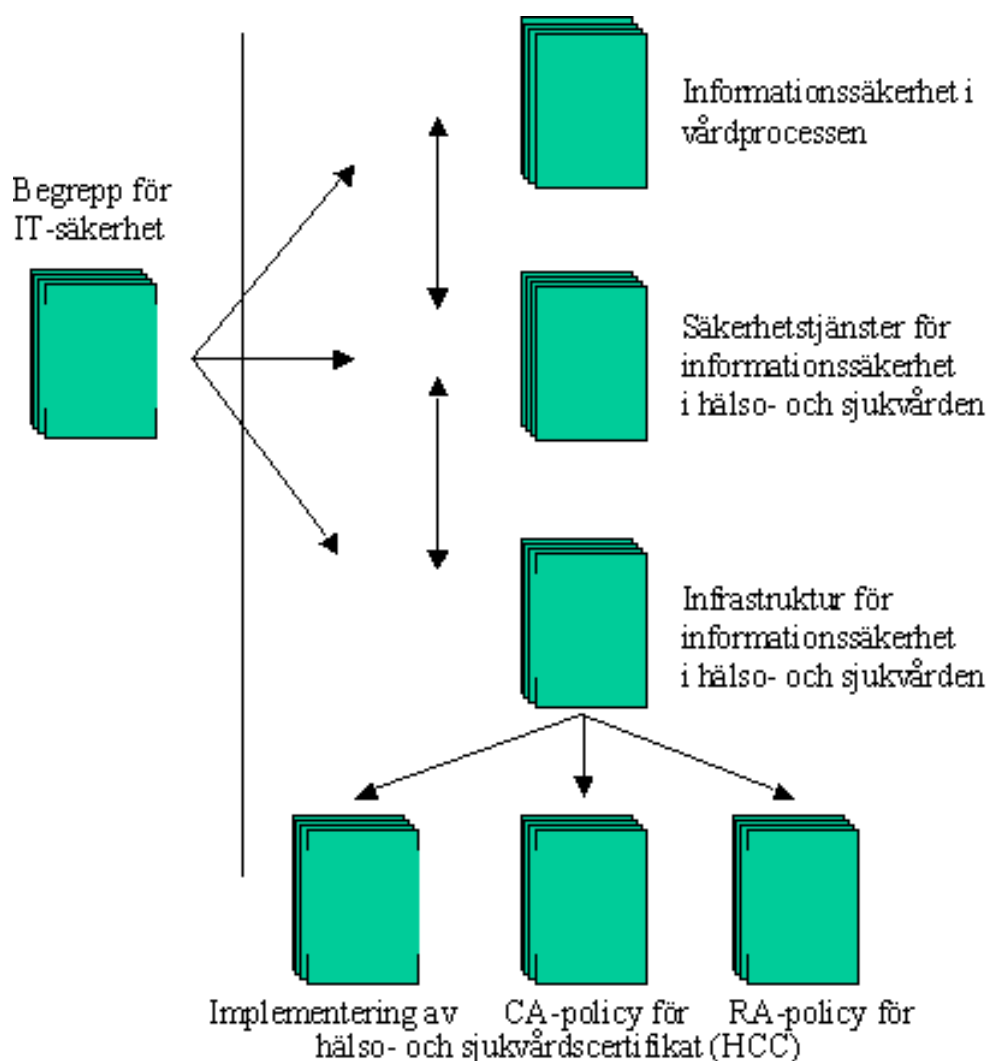 Informationssäkerhet i
vårdprocessen
Begrepp för
IT-säkerhet
Säkerhetstjänster för
informationssäkerhet
i hälso- och sjukvården
Infrastruktur för
informationssäkerhet
i hälso- och sjukvården
Implementering av CA-policy för RA-policy för
hälso- och sjukvårdscertifikat (HCC)